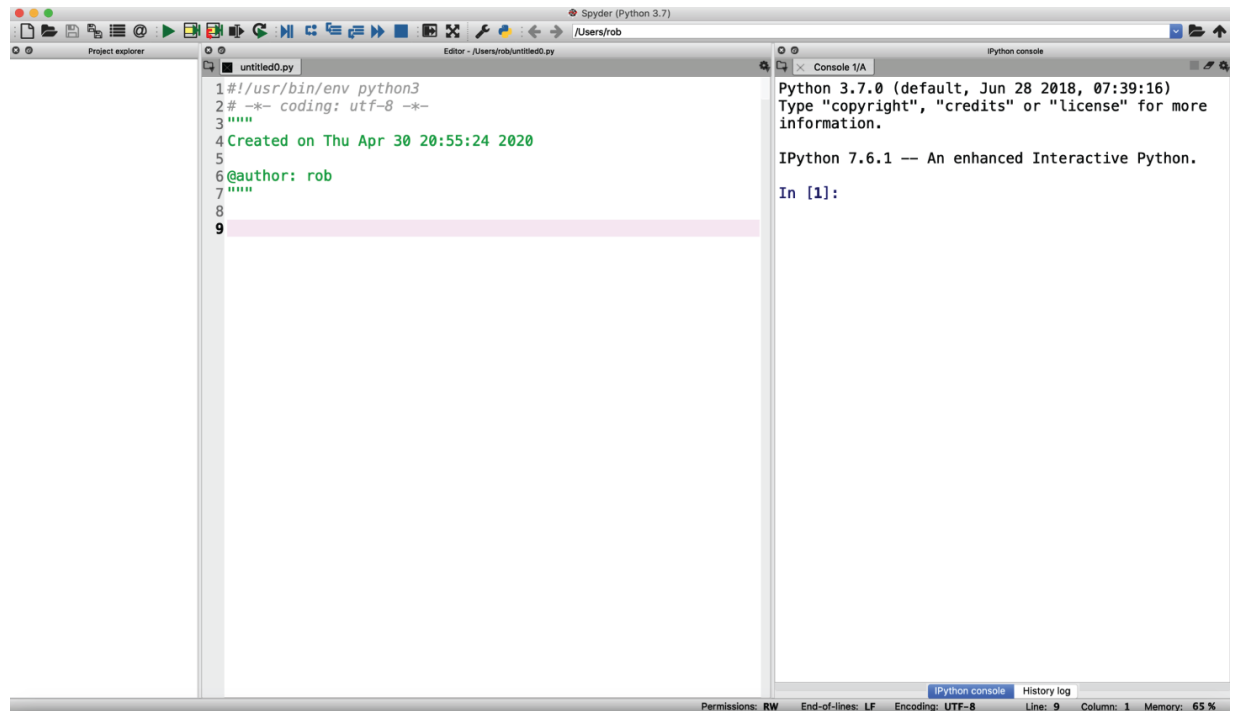 Spyder (Python 3.7)
/Users/rob
Project explorer
Editor - /Users/rob/untitled0.py
IPython console
untitled0.py
Console 1/A
1 #!/usr/bin/env python3
2 # -*- coding: utf-8 -*-
3 """
4 Created on Thu Apr 30 20:55:24 2020
5
6 @author: rob
7 """
8
9
Python 3.7.0 (default, Jun 28 2018, 07:39:16)
Type "copyright", "credits" or "license" for more
information.
IPython 7.6.1 -- An enhanced Interactive Python.
In [1]:
IPython console
History log
Permissions: RW End-of-lines: LF Encoding: UTF-8 Line: 9 Column: 1 Memory: 65 %